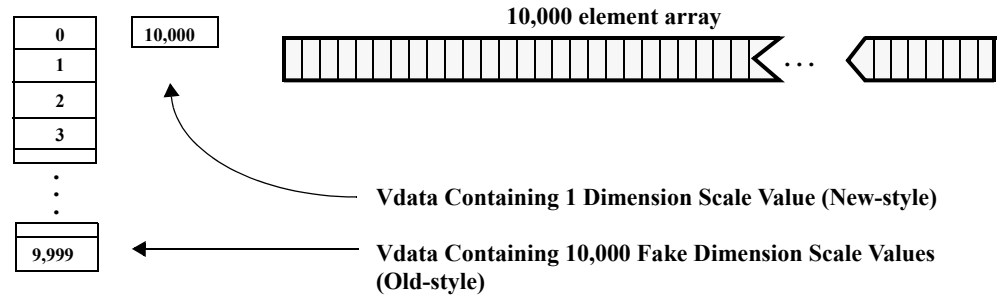 10,000 element array
0
10,000
1
2
3
. . .
.
.
.
9,999
Vdata Containing 1 Dimension Scale Value (New-style)
Vdata Containing 10,000 Fake Dimension Scale Values
(Old-style)